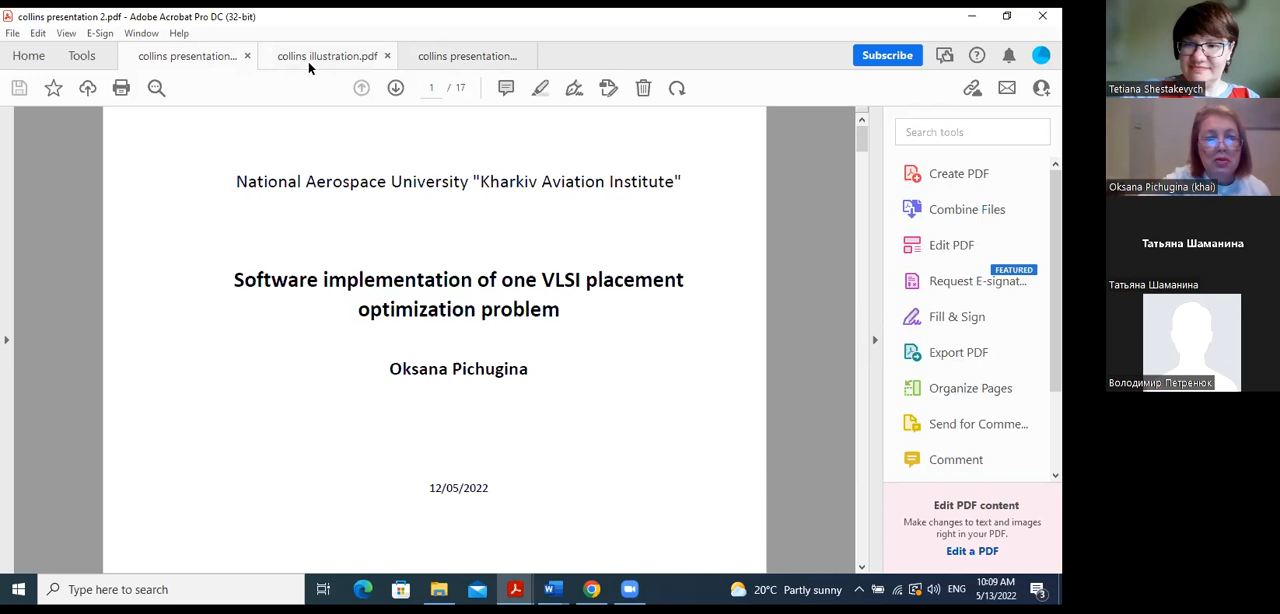 collins presentation 2.pdf - Adobe Acrobat Pro DC (32-bit)
File Edit View E-Sign Window Help
Home Tools collins presentation... × collins illustration.pdf × collins presentation... Subscribe
1 / 17
National Aerospace University "Kharkiv Aviation Institute"
Software implementation of one VLSI placement
optimization problem
Oksana Pichugina
12/05/2022
Search tools
Create PDF
Combine Files
Edit PDF
FEATURED
Request E-signat...
Fill & Sign
Export PDF
Organize Pages
Send for Comme...
Comment
Edit PDF content
Make changes to text and images
right in your PDF.
Edit a PDF
Tetiana Shestakevych
Oksana Pichugina (khai)
Татьяна Шаманина
Татьяна Шаманина
Володимир Петренюк
Type here to search
20°C Partly sunny
ENG
10:09 AM
5/13/2022
3